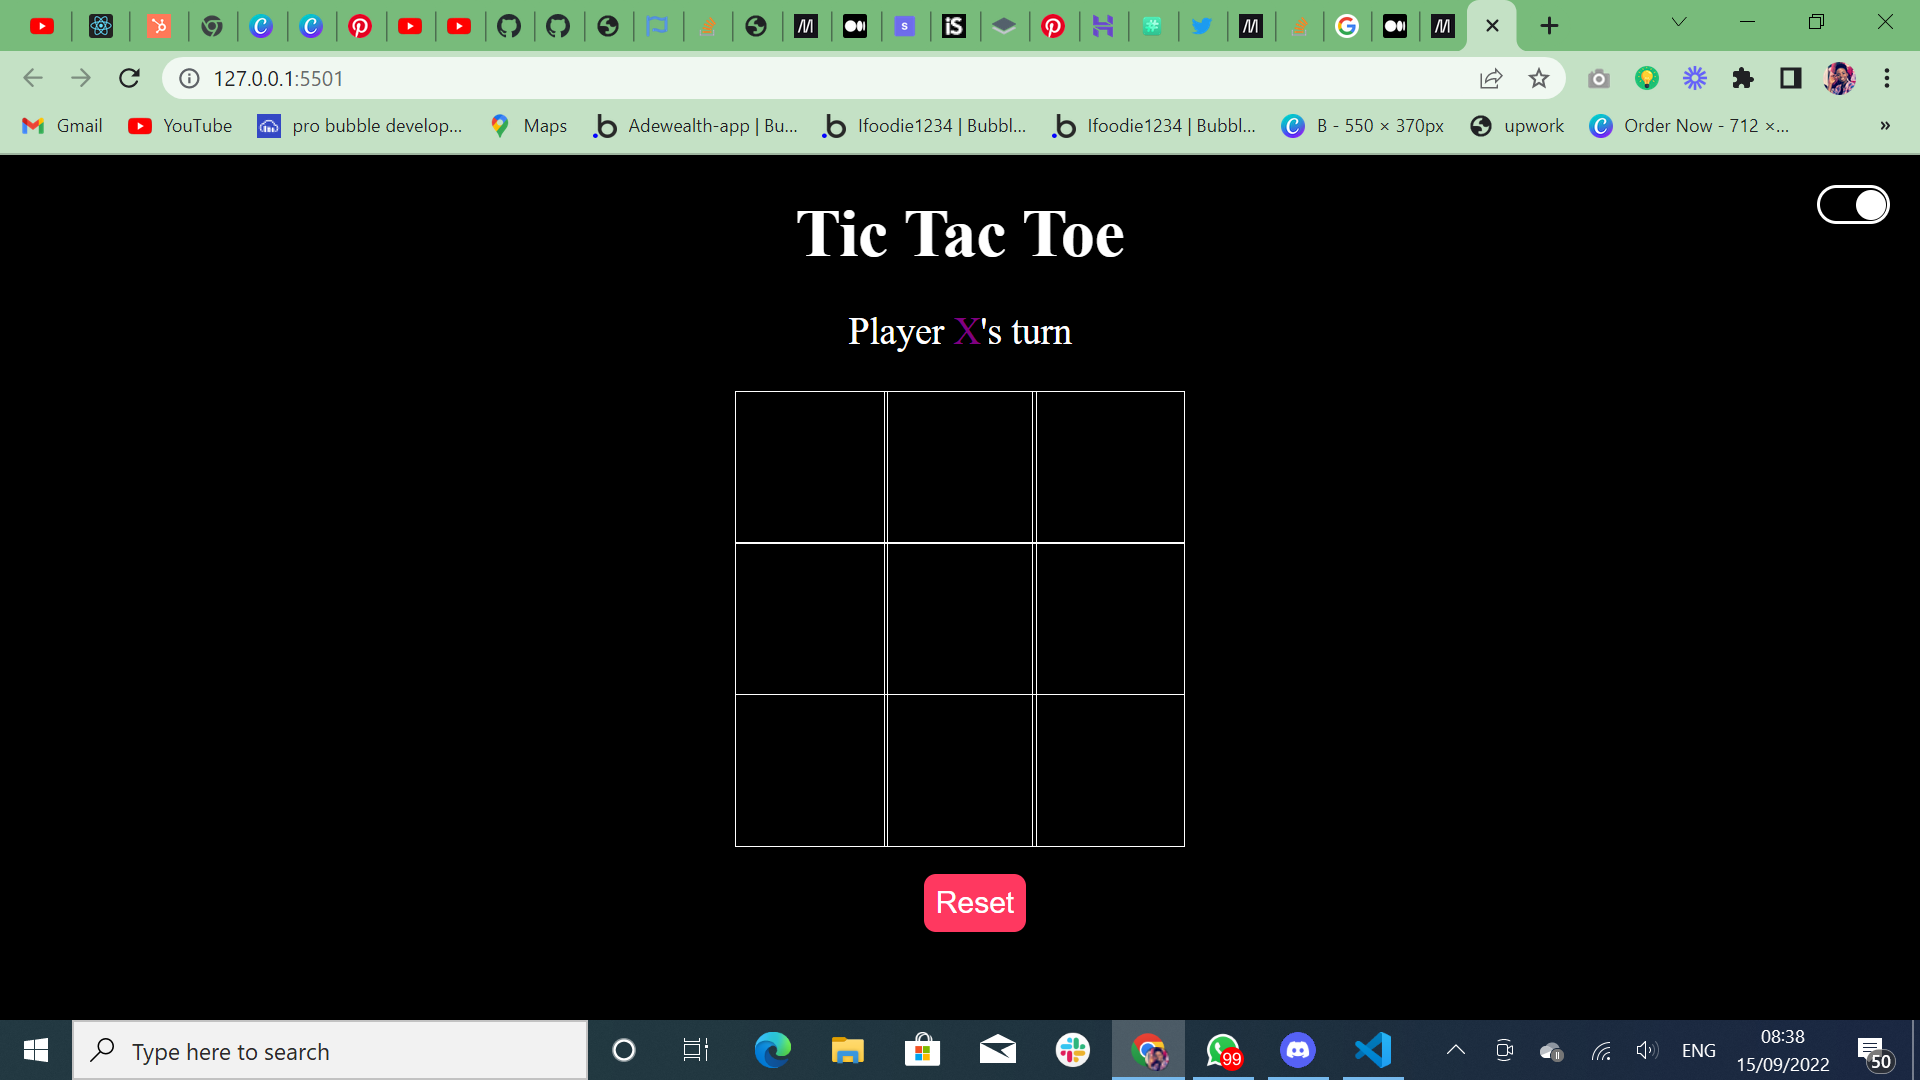 127.0.0.1:5501
Gmail YouTube pro bubble develop... Maps Adewealth-app | Bu... Ifoodie1234 | Bubbl... Ifoodie1234 | Bubbl... B - 550 × 370px upwork Order Now - 712 ×... »
Tic Tac Toe
Player X's turn
Reset
Type here to search
99
ENG
08:38
15/09/2022
50